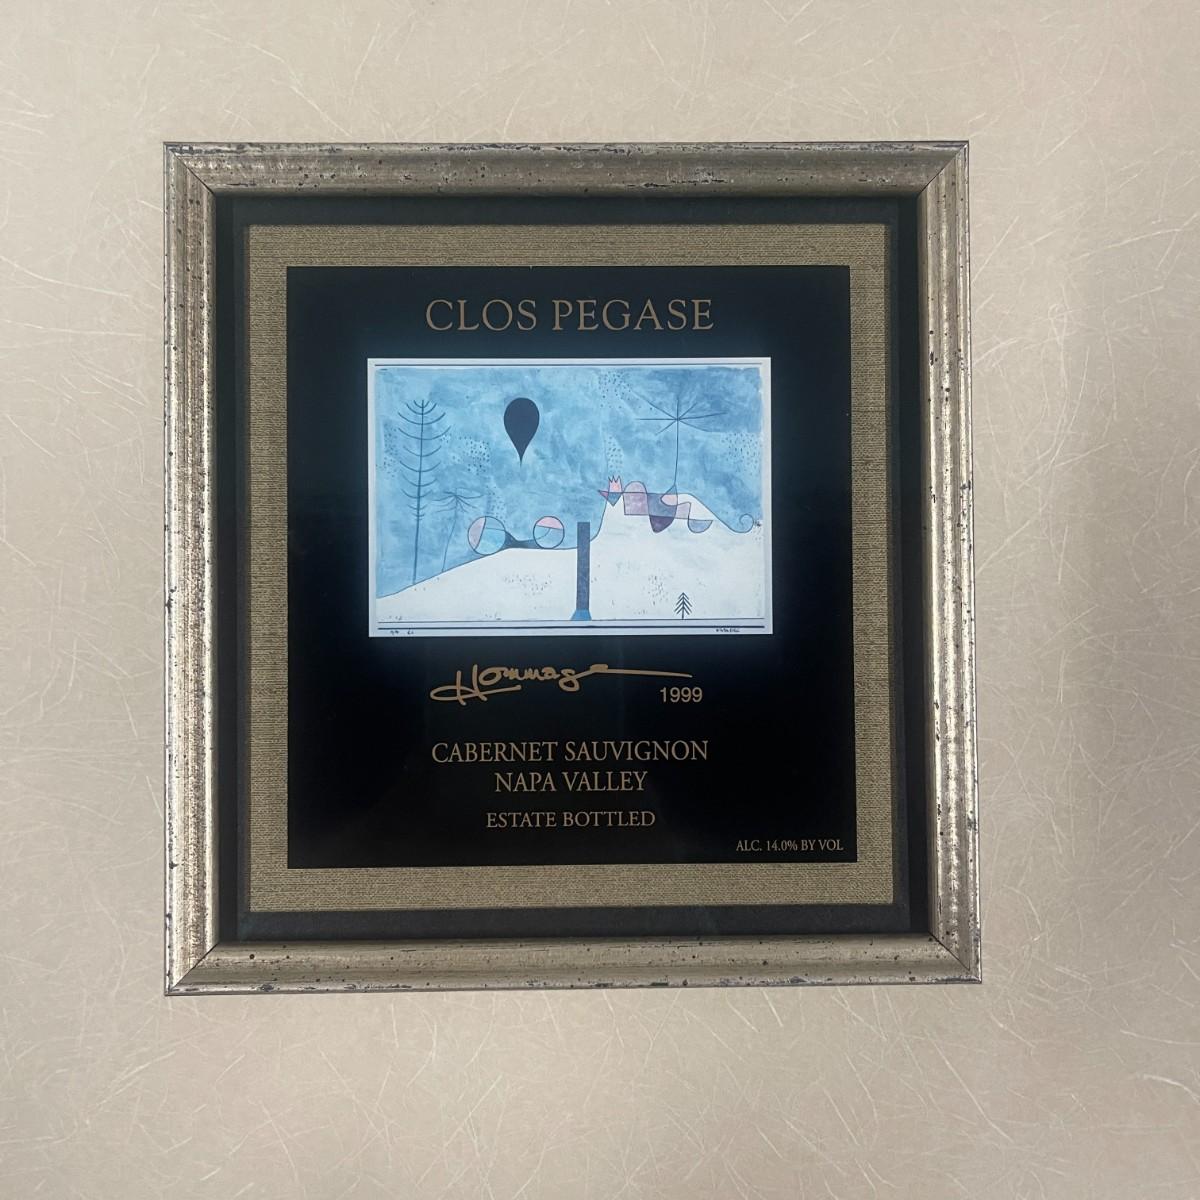 CLOS PEGASE
Hommage
1999
CABERNET SAUVIGNON
NAPA VALLEY
ESTATE BOTTLED
ALC. 14.0% BY VOL